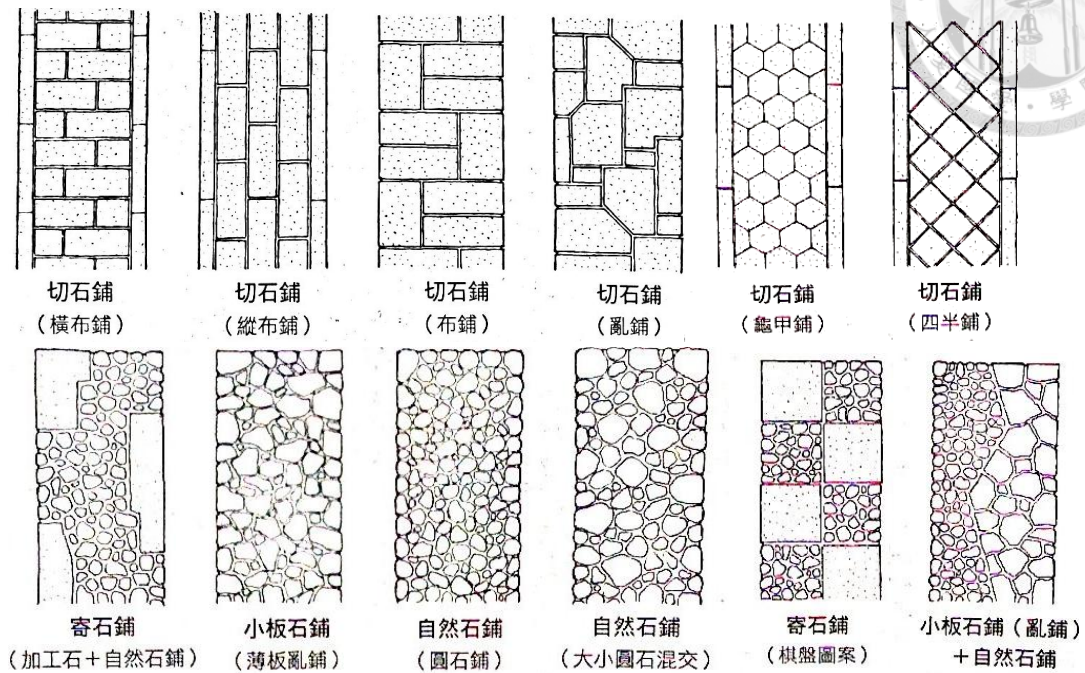 切石鋪 切石鋪 切石鋪 切石鋪 切石鋪 切石鋪
（橫布鋪） （縱布鋪） （布鋪） （亂鋪） （龜甲鋪） （四半鋪）
寄石鋪 小板石鋪 自然石鋪 自然石鋪 寄石鋪 小板石鋪（亂鋪）
（加工石＋自然石鋪） （薄板亂鋪） （圓石鋪） （大小圓石混交） （棋盤圖案） ＋自然石鋪